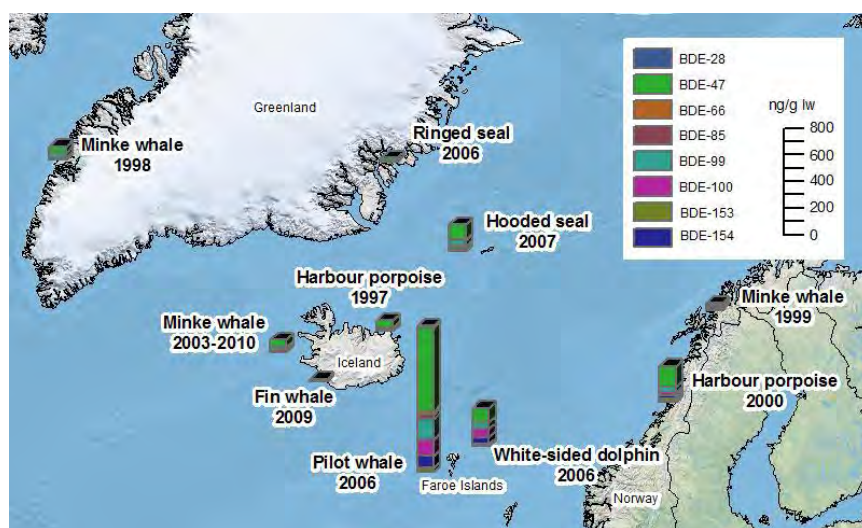 Greenland
Minke whale
1998
Ringed seal
2006
Hooded seal
2007
Harbour porpoise
1997
Minke whale
2003-2010
Iceland
Fin whale
2009
Pilot whale
2006
Faroe Islands
White-sided dolphin
2006
Norway
Harbour porpoise
2000
Minke whale
1999
BDE-28
BDE-47
BDE-66
BDE-85
BDE-99
BDE-100
BDE-153
BDE-154
ng/g lw
800
600
400
200
0